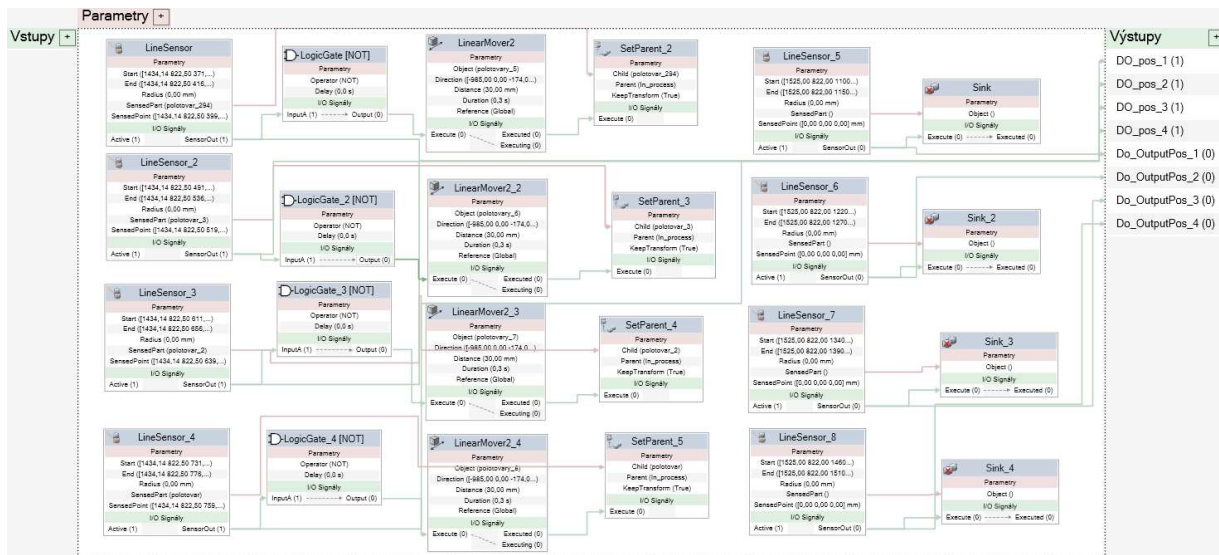 Parametry +
Vstupy +
Výstupy +
DO_pos_1 (1)
DO_pos_2 (1)
DO_pos_3 (1)
DO_pos_4 (1)
Do_OutputPos_1 (0)
Do_OutputPos_2 (0)
Do_OutputPos_3 (0)
Do_OutputPos_4 (0)
LineSensor
Parametry
Start ([1434,14 822,50 371,...)
End ([1434,14 822,50 416,...)
Radius (0,00 mm)
SensedPart (polotovar_294)
SensedPoint ([1434,14 822,50 399,...)
I/O Signály
Active (1) SensorOut (1)
LogicGate [NOT]
Parametry
Operator (NOT)
Delay (0,0 s)
I/O Signály
InputA (1) Output (0)
LinearMover2
Parametry
Object (polotovary_5)
Direction ([-985,00 0,00 -174,0...)
Distance (30,00 mm)
Duration (0,3 s)
Reference (Global)
I/O Signály
Execute (0) Executed (0)
Executing (0)
SetParent_2
Parametry
Child (polotovar_294)
Parent (In_process)
KeepTransform (True)
I/O Signály
Execute (0)
LineSensor_5
Parametry
Start ([1525,00 822,00 1100...)
End ([1525,00 822,00 1150...)
Radius (0,00 mm)
SensedPart ()
SensedPoint ([0,00 0,00 0,00] mm)
I/O Signály
Active (1) SensorOut (0)
Sink
Parametry
Object ()
I/O Signály
Execute (0) Executed (0)
LineSensor_2
Parametry
Start ([1434,14 822,50 491,...)
End ([1434,14 822,50 536,...)
Radius (0,00 mm)
SensedPart (polotovar_3)
SensedPoint ([1434,14 822,50 519,...)
I/O Signály
Active (1) SensorOut (1)
LogicGate_2 [NOT]
Parametry
Operator (NOT)
Delay (0,0 s)
I/O Signály
InputA (1) Output (0)
LinearMover2_2
Parametry
Object (polotovary_6)
Direction ([-985,00 0,00 -174,0...)
Distance (30,00 mm)
Duration (0,3 s)
Reference (Global)
I/O Signály
Execute (0) Executed (0)
Executing (0)
SetParent_3
Parametry
Child (polotovar_3)
Parent (In_process)
KeepTransform (True)
I/O Signály
Execute (0)
LineSensor_6
Parametry
Start ([1525,00 822,00 1220...)
End ([1525,00 822,00 1270...)
Radius (0,00 mm)
SensedPart ()
SensedPoint ([0,00 0,00 0,00] mm)
I/O Signály
Active (1) SensorOut (0)
Sink_2
Parametry
Object ()
I/O Signály
Execute (0) Executed (0)
LineSensor_3
Parametry
Start ([1434,14 822,50 611,...)
End ([1434,14 822,50 656,...)
Radius (0,00 mm)
SensedPart (polotovar_2)
SensedPoint ([1434,14 822,50 639,...)
I/O Signály
Active (1) SensorOut (1)
LogicGate_3 [NOT]
Parametry
Operator (NOT)
Delay (0,0 s)
I/O Signály
InputA (1) Output (0)
LinearMover2_3
Parametry
Object (polotovary_7)
Direction ([-985,00 0,00 -174,0...)
Distance (30,00 mm)
Duration (0,3 s)
Reference (Global)
I/O Signály
Execute (0) Executed (0)
Executing (0)
SetParent_4
Parametry
Child (polotovar_2)
Parent (In_process)
KeepTransform (True)
I/O Signály
Execute (0)
LineSensor_7
Parametry
Start ([1525,00 822,00 1340...)
End ([1525,00 822,00 1390...)
Radius (0,00 mm)
SensedPart ()
SensedPoint ([0,00 0,00 0,00] mm)
I/O Signály
Active (1) SensorOut (0)
Sink_3
Parametry
Object ()
I/O Signály
Execute (0) Executed (0)
LineSensor_4
Parametry
Start ([1434,14 822,50 731,...)
End ([1434,14 822,50 776,...)
Radius (0,00 mm)
SensedPart (polotovar)
SensedPoint ([1434,14 822,50 759,...)
I/O Signály
Active (1) SensorOut (1)
LogicGate_4 [NOT]
Parametry
Operator (NOT)
Delay (0,0 s)
I/O Signály
InputA (1) Output (0)
LinearMover2_4
Parametry
Object (polotovary_8)
Direction ([-985,00 0,00 -174,0...)
Distance (30,00 mm)
Duration (0,3 s)
Reference (Global)
I/O Signály
Execute (0) Executed (0)
Executing (0)
SetParent_5
Parametry
Child (polotovar)
Parent (In_process)
KeepTransform (True)
I/O Signály
Execute (0)
LineSensor_8
Parametry
Start ([1525,00 822,00 1460...)
End ([1525,00 822,00 1510...)
Radius (0,00 mm)
SensedPart ()
SensedPoint ([0,00 0,00 0,00] mm)
I/O Signály
Active (1) SensorOut (0)
Sink_4
Parametry
Object ()
I/O Signály
Execute (0) Executed (0)